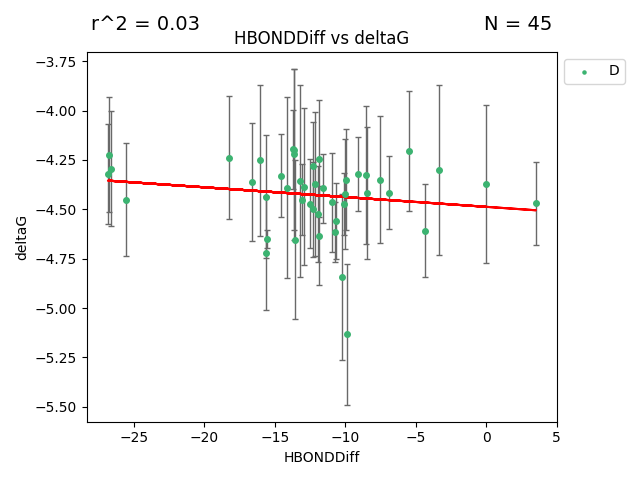 r^2 = 0.03
N = 45
HBONDDiff vs deltaG
D
deltaG
−3.75
−4.00
−4.25
−4.50
−4.75
−5.00
−5.25
−5.50
−25
−20
−15
−10
−5
0
5
HBONDDiff